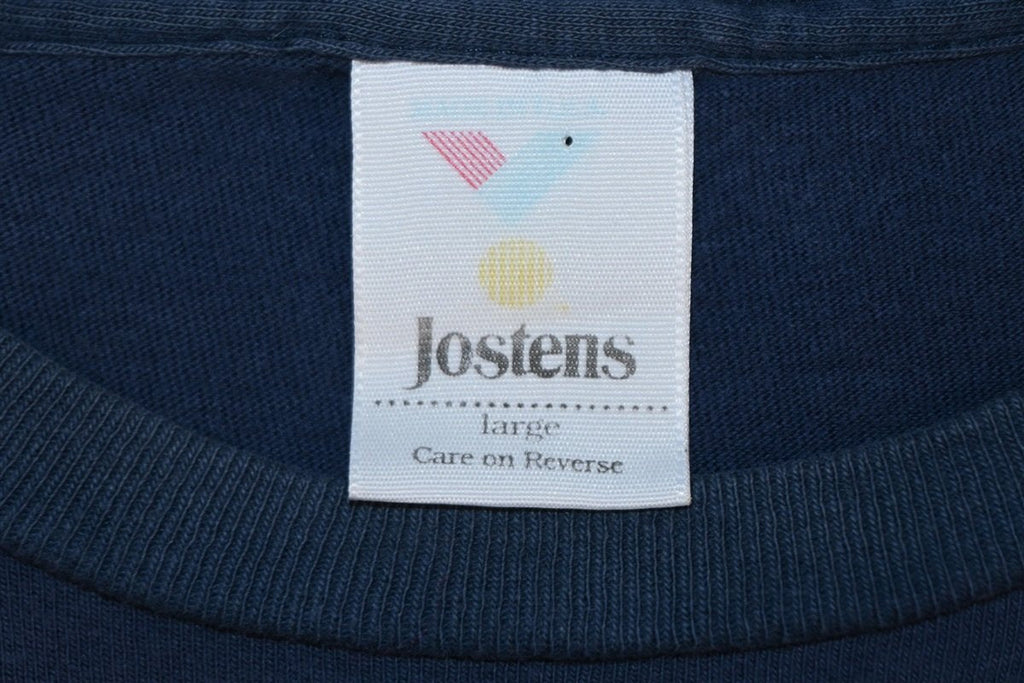 Jostens
large
Care on Reverse